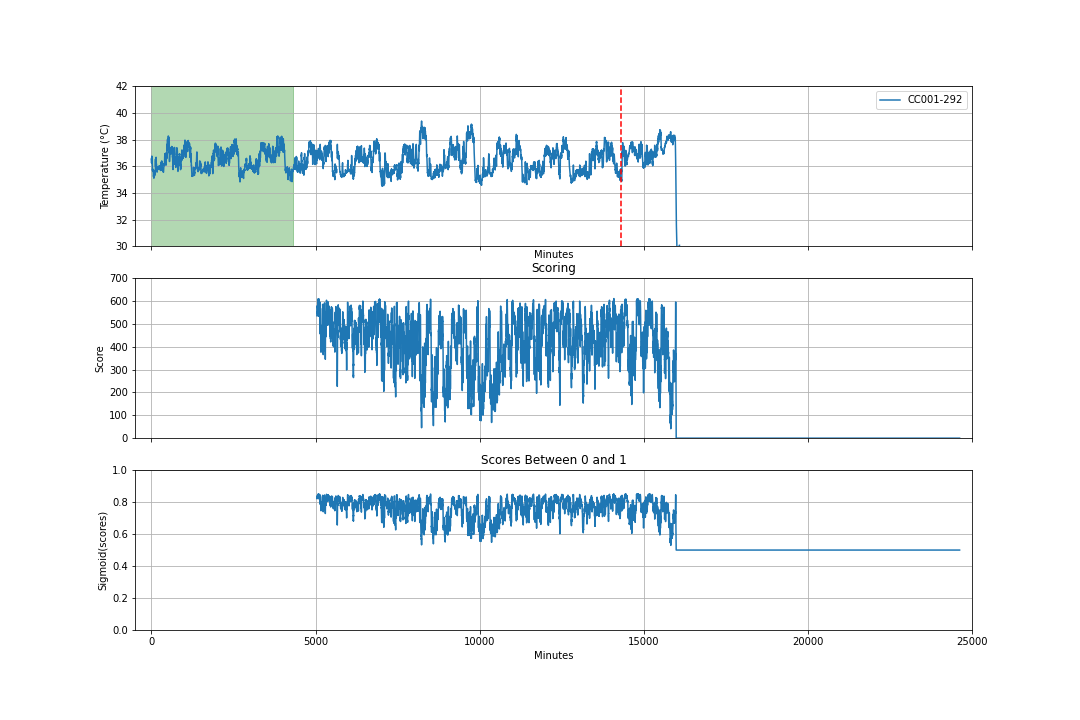 42
40
38
36
34
32
30
Temperature (°C)
CC001-292
Minutes
Scoring
700
600
500
400
300
200
100
0
Score
Scores Between 0 and 1
1.0
0.8
0.6
0.4
0.2
0.0
Sigmoid(scores)
0 5000 10000 15000 20000 25000
Minutes